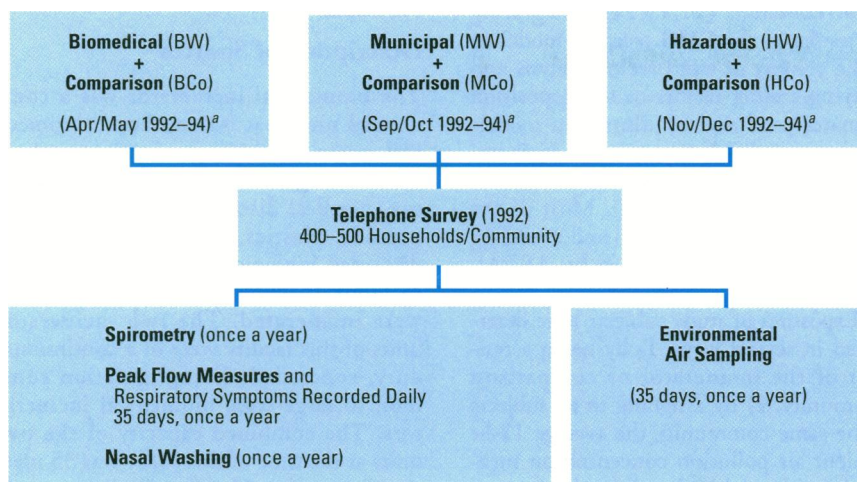 Biomedical (BW)
+
Comparison (BCo)
(Apr/May 1992–94)a
Municipal (MW)
+
Comparison (MCo)
(Sep/Oct 1992–94)a
Hazardous (HW)
+
Comparison (HCo)
(Nov/Dec 1992–94)a
Telephone Survey (1992)
400–500 Households/Community
Spirometry (once a year)
Peak Flow Measures and
Respiratory Symptoms Recorded Daily
35 days, once a year
Nasal Washing (once a year)
Environmental
Air Sampling
(35 days, once a year)